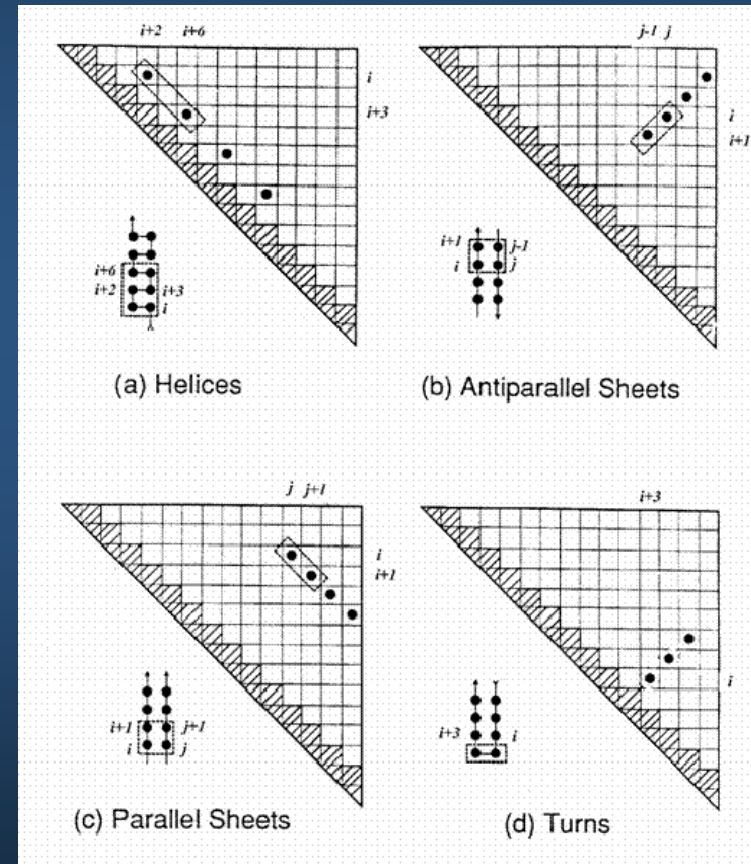 i+2 i+6
i
i+3
i+6
i+2 i+3
i
(a) Helices
j-1 j
i
i+1
i+1 j-1
i j
(b) Antiparallel Sheets
j j+1
i
i+1
i+1 j+1
i j
(c) Parallel Sheets
i+3
i
i+3 i
(d) Turns